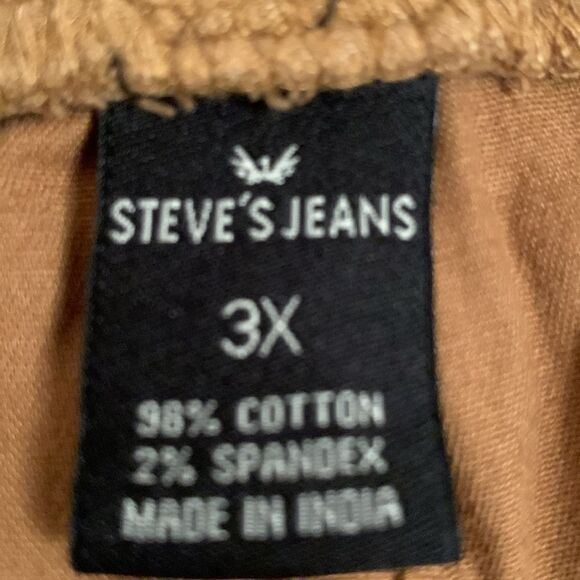 STEVE'S JEANS
3X
98% COTTON
2% SPANDEX
MADE IN INDIA